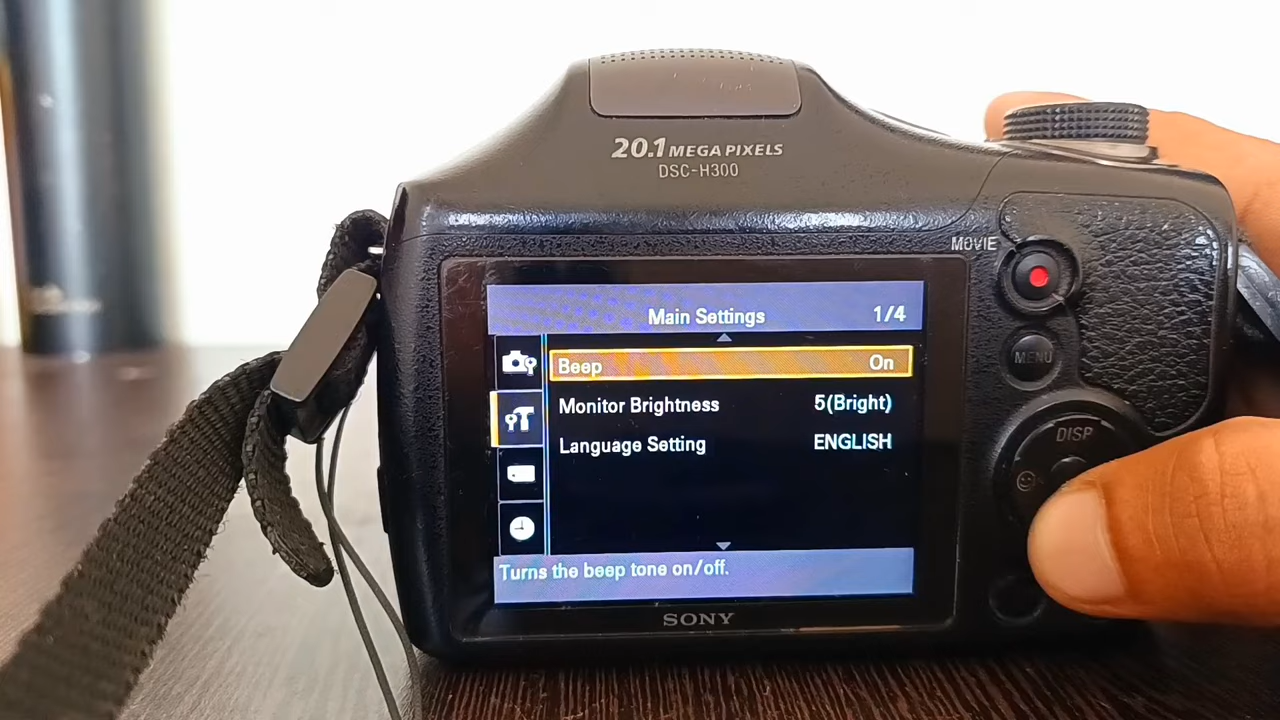 20.1 MEGA PIXELS
DSC-H300
MOVIE
Main Settings 1/4
MENU
Beep On
Monitor Brightness 5(Bright)
DISP
Language Setting ENGLISH
Turns the beep tone on/off.
SONY